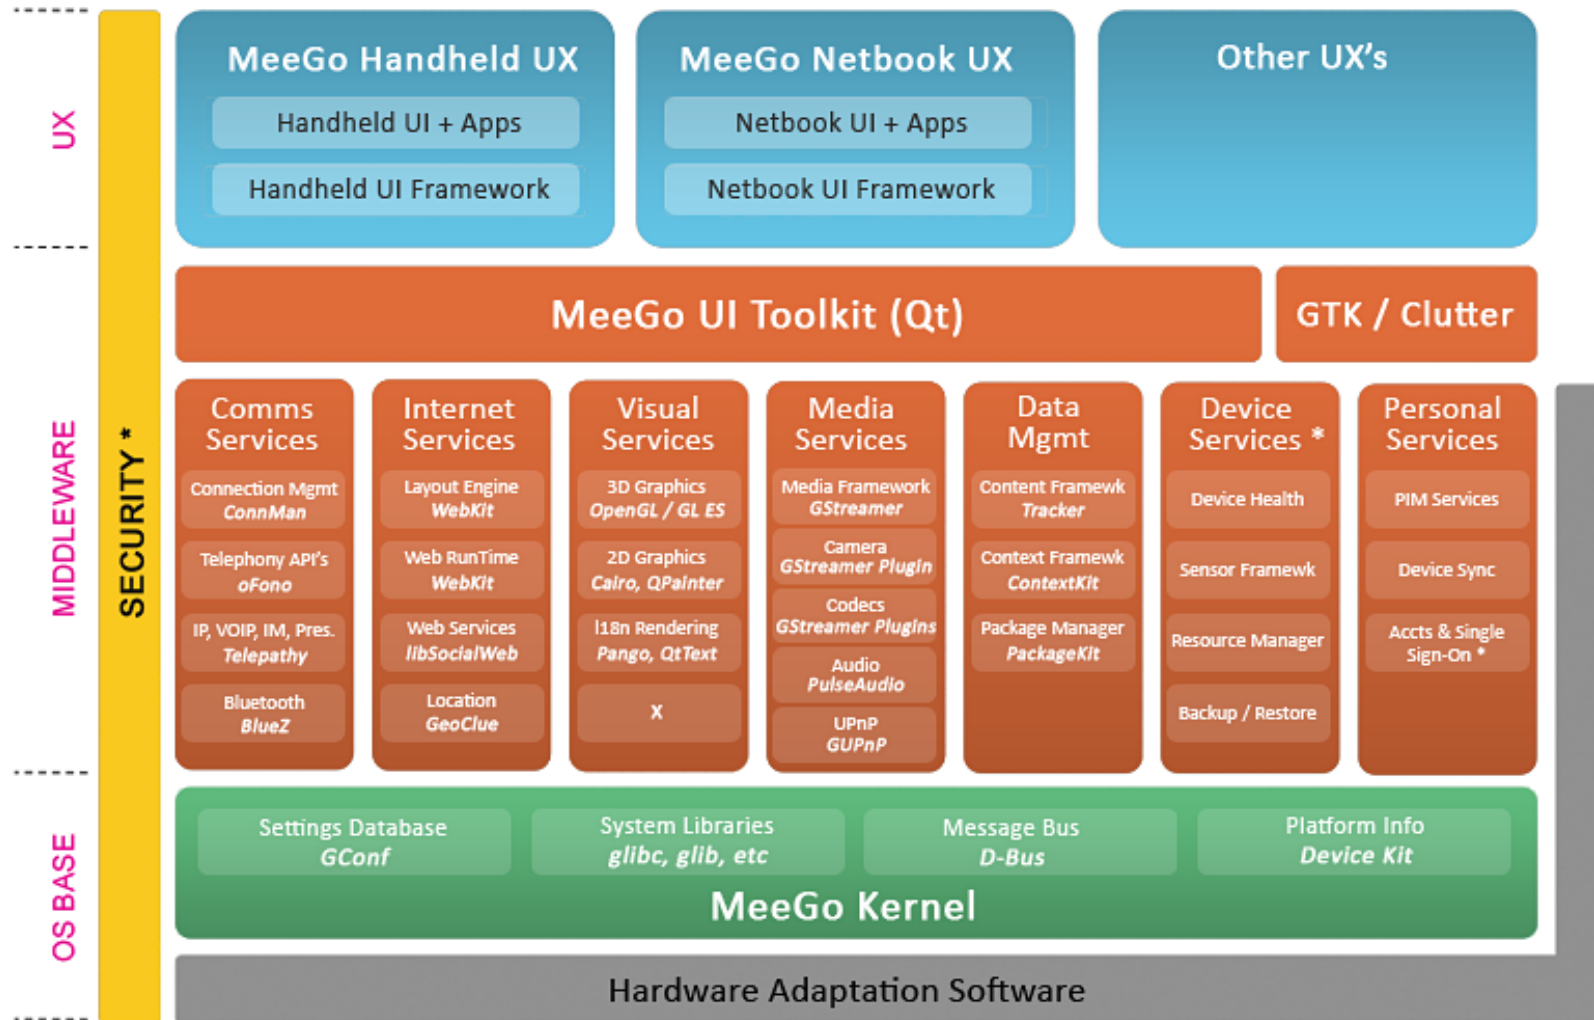 UX
MIDDLEWARE
OS BASE
SECURITY *
MeeGo Handheld UX
Handheld UI + Apps
Handheld UI Framework
MeeGo Netbook UX
Netbook UI + Apps
Netbook UI Framework
Other UX's
MeeGo UI Toolkit (Qt)
GTK / Clutter
Comms
Services
Connection Mgmt
ConnMan
Telephony API's
oFono
IP, VOIP, IM, Pres.
Telepathy
Bluetooth
BlueZ
Internet
Services
Layout Engine
WebKit
Web RunTime
WebKit
Web Services
libSocialWeb
Location
GeoClue
Visual
Services
3D Graphics
OpenGL / GL ES
2D Graphics
Cairo, QPainter
I18n Rendering
Pango, QtText
X
Media
Services
Media Framework
GStreamer
Camera
GStreamer Plugin
Codecs
GStreamer Plugins
Audio
PulseAudio
UPnP
GUPnP
Data
Mgmt
Content Framewk
Tracker
Context Framewk
ContextKit
Package Manager
PackageKit
Device
Services *
Device Health
Sensor Framewk
Resource Manager
Backup / Restore
Personal
Services
PIM Services
Device Sync
Accts & Single
Sign-On *
Settings Database
GConf
System Libraries
glibc, glib, etc
Message Bus
D-Bus
Platform Info
Device Kit
MeeGo Kernel
Hardware Adaptation Software